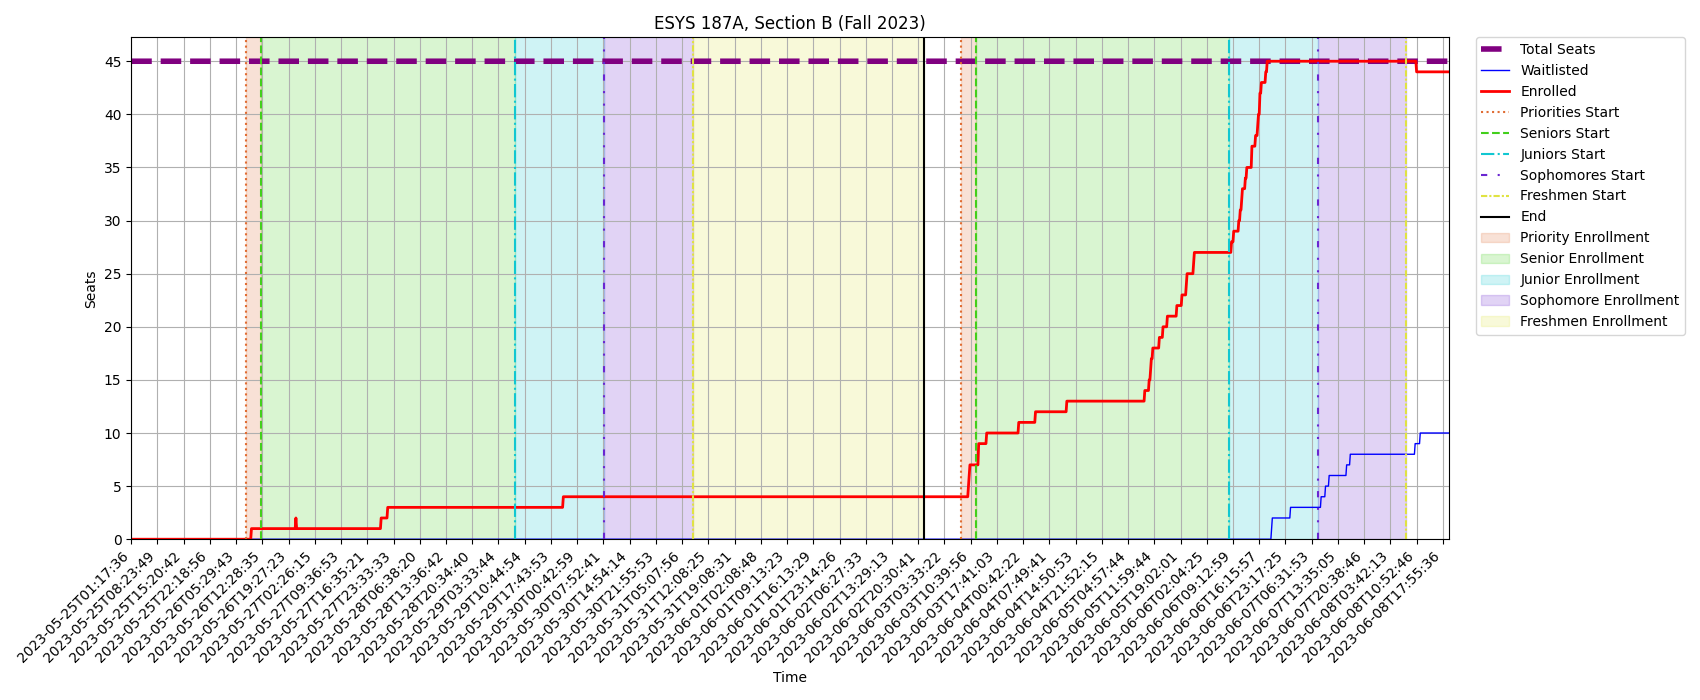 ESYS 187A, Section B (Fall 2023)
Total Seats
Waitlisted
Enrolled
Priorities Start
Seniors Start
Juniors Start
Sophomores Start
Freshmen Start
End
Priority Enrollment
Senior Enrollment
Junior Enrollment
Sophomore Enrollment
Freshmen Enrollment
Seats
45
40
35
30
25
20
15
10
5
0
2023-05-25T01:17:36
2023-05-25T08:23:49
2023-05-25T15:20:42
2023-05-25T22:18:56
2023-05-26T05:29:43
2023-05-26T12:28:35
2023-05-26T19:27:23
2023-05-27T02:26:15
2023-05-27T09:36:53
2023-05-27T16:35:21
2023-05-27T23:33:33
2023-05-28T06:38:20
2023-05-28T13:36:42
2023-05-28T20:34:40
2023-05-29T03:33:44
2023-05-29T10:44:54
2023-05-29T17:43:53
2023-05-30T00:42:59
2023-05-30T07:52:41
2023-05-30T14:54:14
2023-05-30T21:55:53
2023-05-31T05:07:56
2023-05-31T12:08:25
2023-05-31T19:08:31
2023-06-01T02:08:48
2023-06-01T09:13:23
2023-06-01T16:13:29
2023-06-01T23:14:26
2023-06-02T06:27:33
2023-06-02T13:29:13
2023-06-02T20:30:41
2023-06-03T03:33:22
2023-06-03T10:39:56
2023-06-03T17:41:03
2023-06-04T00:42:22
2023-06-04T07:49:41
2023-06-04T14:50:53
2023-06-04T21:52:15
2023-06-05T04:57:44
2023-06-05T11:59:44
2023-06-05T19:02:01
2023-06-06T02:04:25
2023-06-06T09:12:59
2023-06-06T16:15:57
2023-06-06T23:17:25
2023-06-07T06:31:53
2023-06-07T13:35:05
2023-06-07T20:38:46
2023-06-08T03:42:13
2023-06-08T10:52:46
2023-06-08T17:55:36
Time